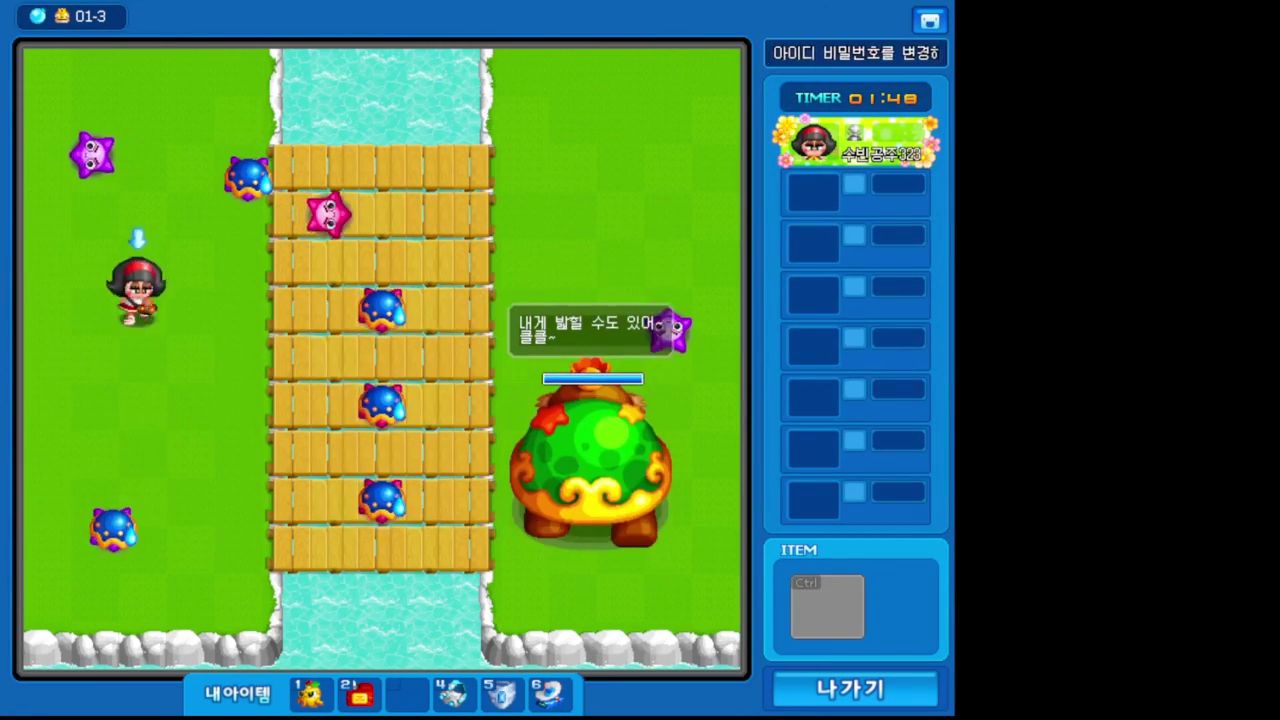 01-3
아이디 비밀번호를 변경하
TIMER 01:48
수빈공주323
내게 밟힐 수도 있어~
클클~
ITEM
Ctrl
내아이템
1
2
4
5
6
나가기